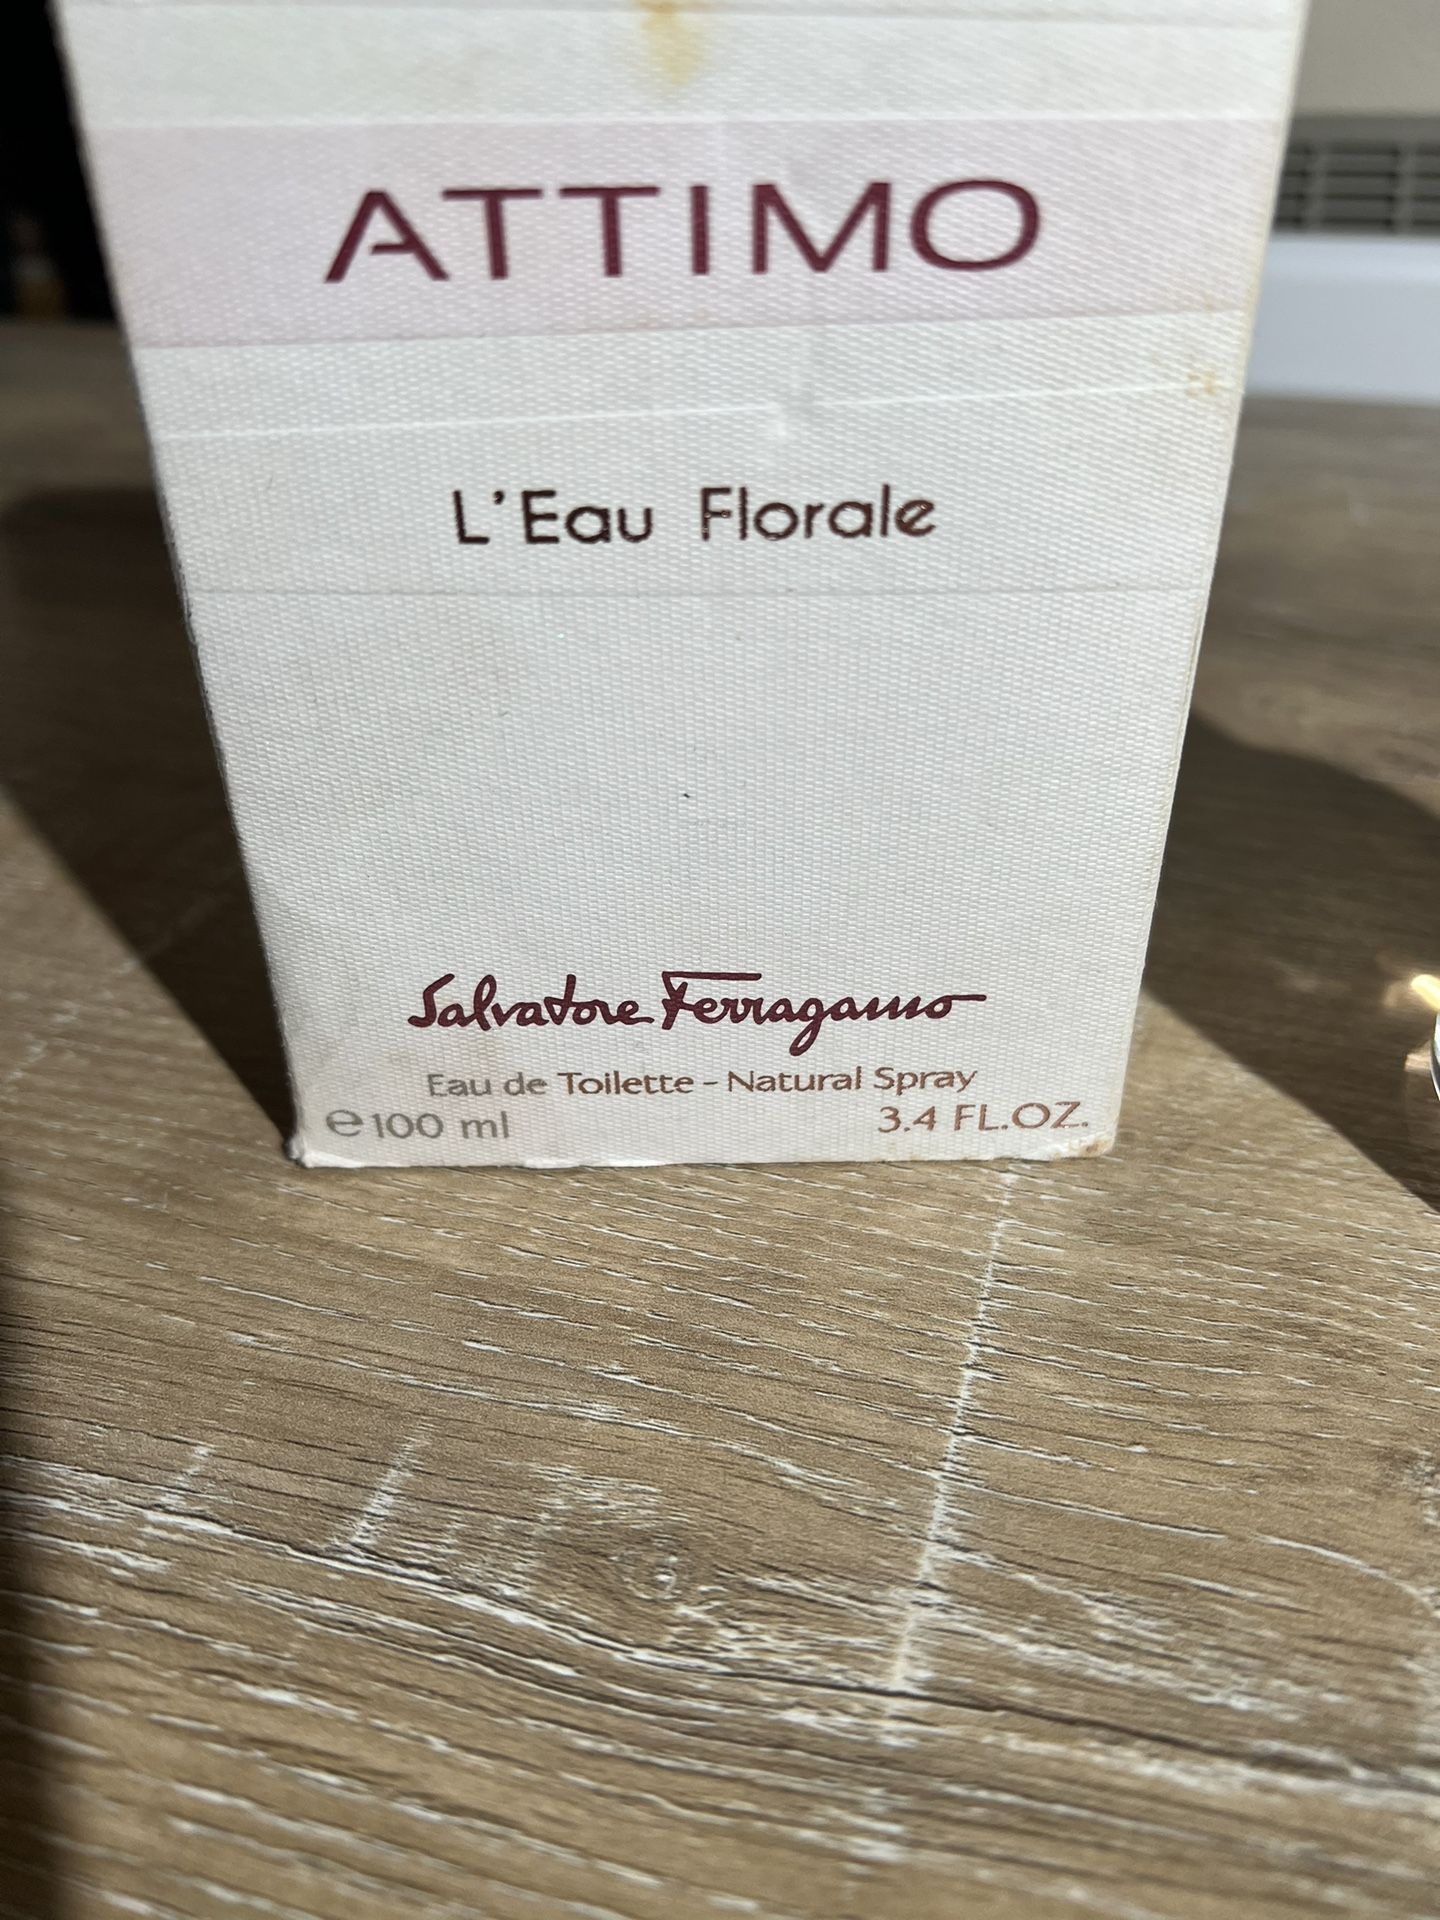 ATTIMO
L'Eau Florale
Salvatore Ferragamo
Eau de Toilette - Natural Spray
℮ 100 ml 3.4 FL.OZ.